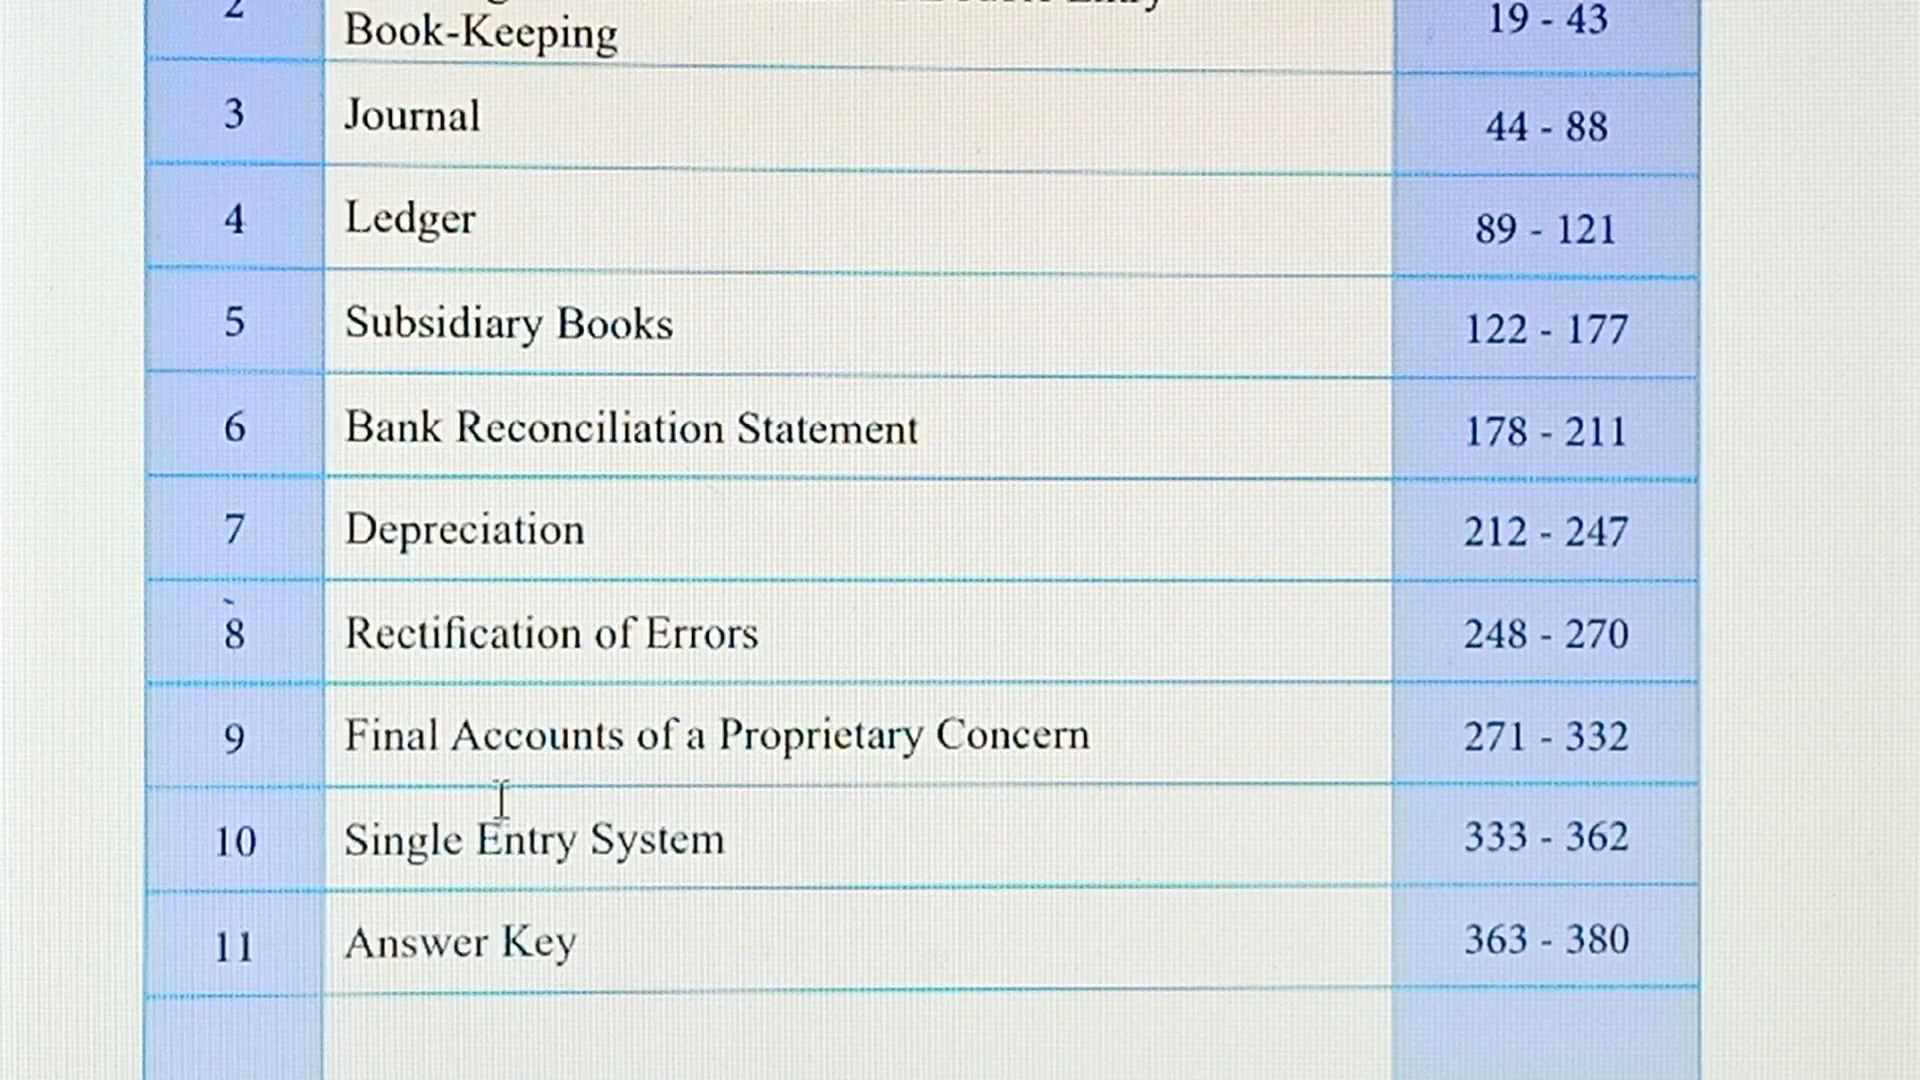 2
Book-Keeping
19 - 43
3 Journal 44 - 88
4 Ledger 89 - 121
5 Subsidiary Books 122 - 177
6 Bank Reconciliation Statement 178 - 211
7 Depreciation 212 - 247
8 Rectification of Errors 248 - 270
9 Final Accounts of a Proprietary Concern 271 - 332
10 Single Entry System 333 - 362
11 Answer Key 363 - 380